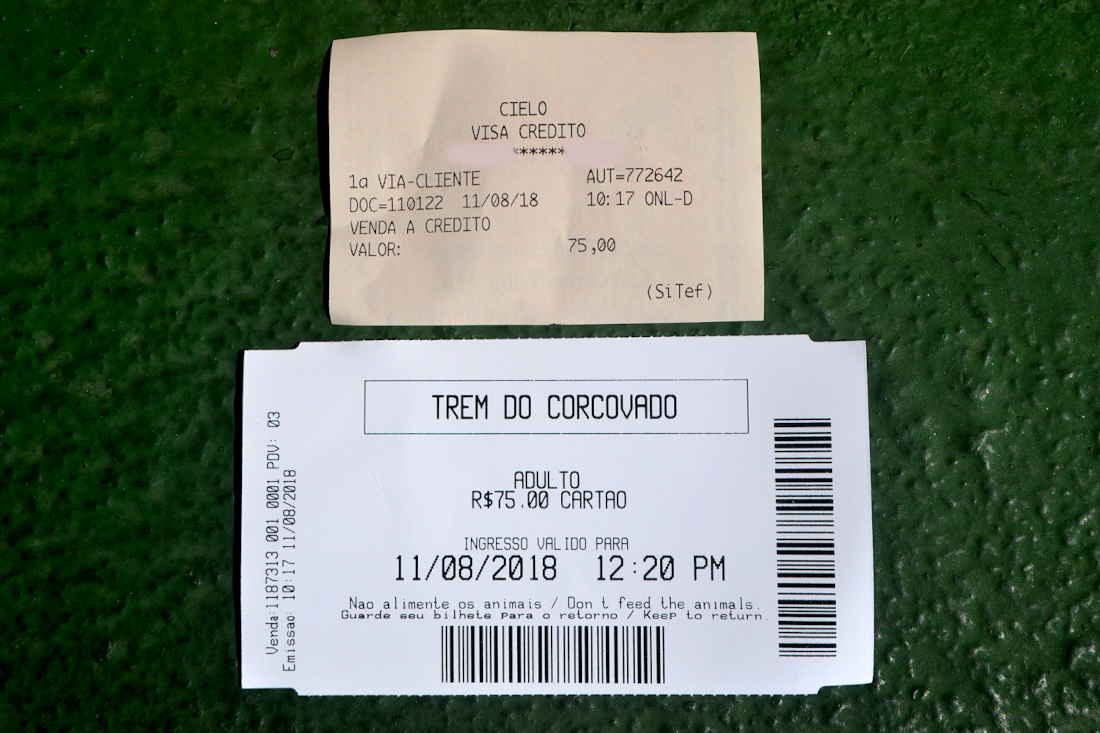 CIELO
VISA CREDITO
*****
1a VIA-CLIENTE AUT=772642
DOC=110122 11/08/18 10:17 ONL-D
VENDA A CREDITO
VALOR: 75,00
(SiTef)
TREM DO CORCOVADO
ADULTO
R$75.00 CARTAO
INGRESSO VALIDO PARA
11/08/2018 12:20 PM
Nao alimente os animais / Don t feed the animals.
Guarde seu bilhete para o retorno / Keep to return.
Venda:1187313 001 0001 PDV: 03
Emissao: 10:17 11/08/2018